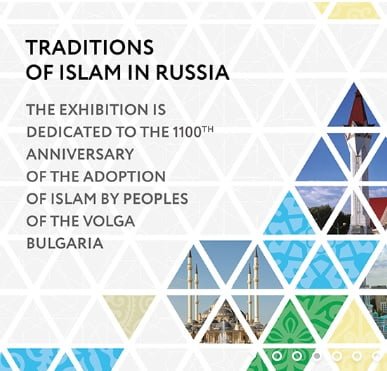 TRADITIONS
OF ISLAM IN RUSSIA
THE EXHIBITION IS
DEDICATED TO THE 1100TH
ANNIVERSARY
OF THE ADOPTION
OF ISLAM BY PEOPLES
OF THE VOLGA
BULGARIA